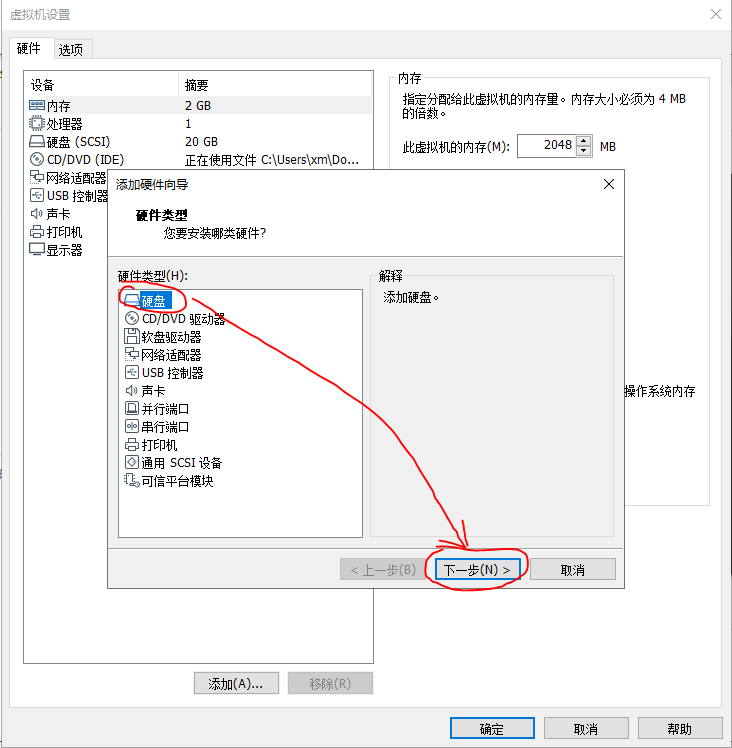 虚拟机设置
硬件 选项
设备 摘要
内存 2 GB
处理器 1
硬盘 (SCSI) 20 GB
CD/DVD (IDE) 正在使用文件 C:\Users\xm\Do...
网络适配器
USB 控制器
声卡
打印机
显示器
内存
指定分配给此虚拟机的内存量。内存大小必须为 4 MB
的倍数。
此虚拟机的内存(M): 2048 MB
操作系统内存
添加硬件向导
硬件类型
您要安装哪类硬件?
硬件类型(H):
硬盘
CD/DVD 驱动器
软盘驱动器
网络适配器
USB 控制器
声卡
并行端口
串行端口
打印机
通用 SCSI 设备
可信平台模块
解释
添加硬盘。
< 上一步(B) 下一步(N) > 取消
添加(A)... 移除(R)
确定 取消 帮助